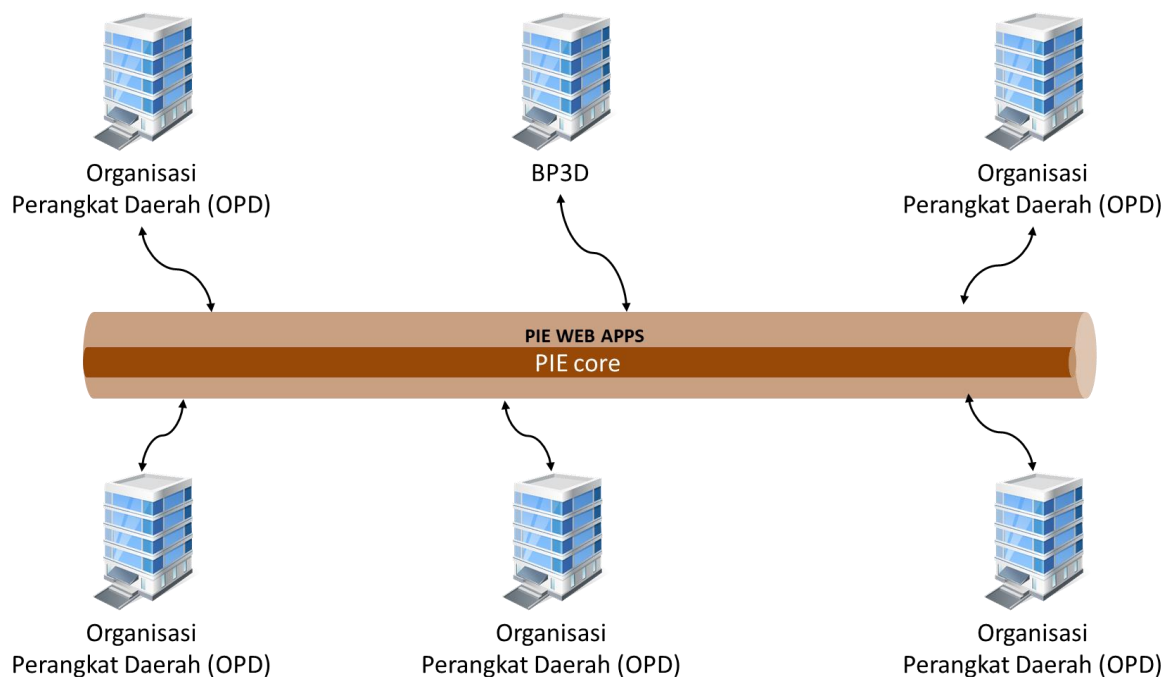 Organisasi
Perangkat Daerah (OPD)
BP3D
Organisasi
Perangkat Daerah (OPD)
PIE WEB APPS
PIE core
Organisasi
Perangkat Daerah (OPD)
Organisasi
Perangkat Daerah (OPD)
Organisasi
Perangkat Daerah (OPD)